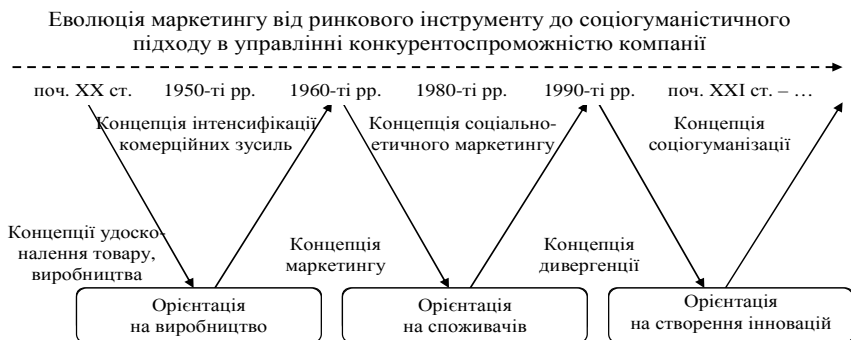 Еволюція маркетингу від ринкового інструменту до соціогуманістичного
підходу в управлінні конкурентоспроможністю компанії
поч. XX ст. 1950-ті рр. 1960-ті рр. 1980-ті рр. 1990-ті рр. поч. XXI ст. – ...
Концепція інтенсифікації
комерційних зусиль
Концепція соціально-
етичного маркетингу
Концепція
соціогуманізації
Концепції удоско-
налення товару,
виробництва
Концепція
маркетингу
Концепція
дивергенції
Орієнтація
на виробництво
Орієнтація
на споживачів
Орієнтація
на створення інновацій